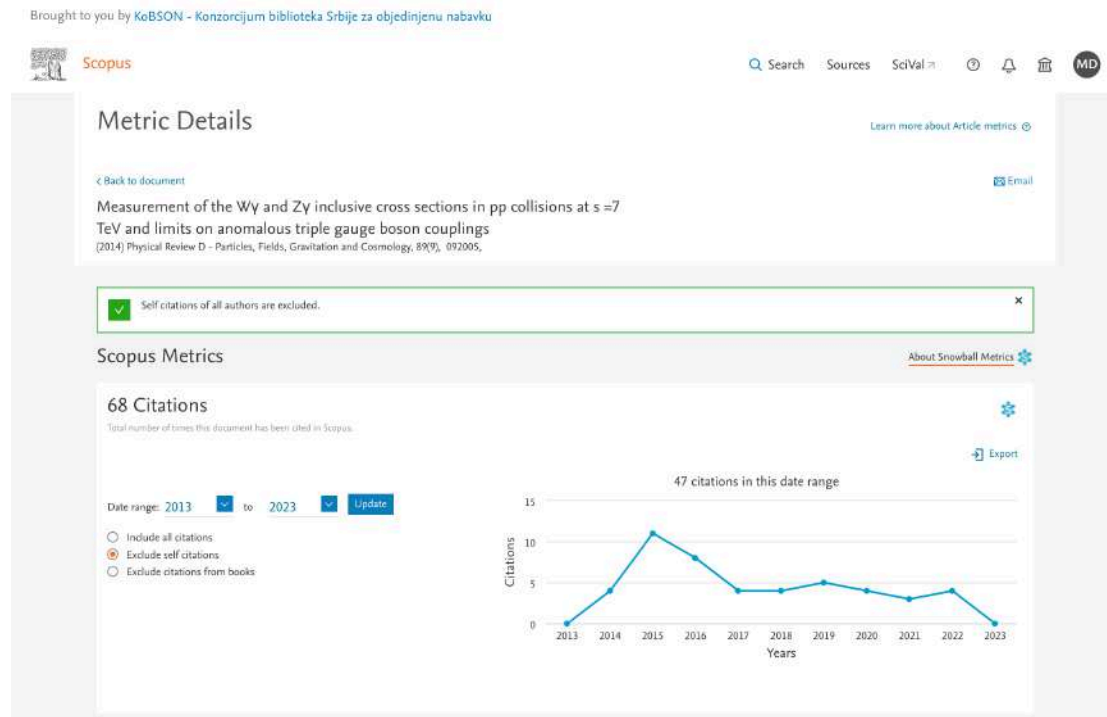 Brought to you by KoBSON - Konzorcijum biblioteka Srbije za objedinjenu nabavku
Scopus
Search Sources SciVal MD
Metric Details
Learn more about Article metrics
Back to document
Email
Measurement of the Wγ and Zγ inclusive cross sections in pp collisions at s =7
TeV and limits on anomalous triple gauge boson couplings
(2014) Physical Review D - Particles, Fields, Gravitation and Cosmology, 89(9), 092005,
Self citations of all authors are excluded.
Scopus Metrics
About Snowball Metrics
68 Citations
Total number of times this document has been cited in Scopus.
Export
47 citations in this date range
Date range: 2013 to 2023 Update
Include all citations
Exclude self citations
Exclude citations from books
15
10
5
0
Citations
2013 2014 2015 2016 2017 2018 2019 2020 2021 2022 2023
Years